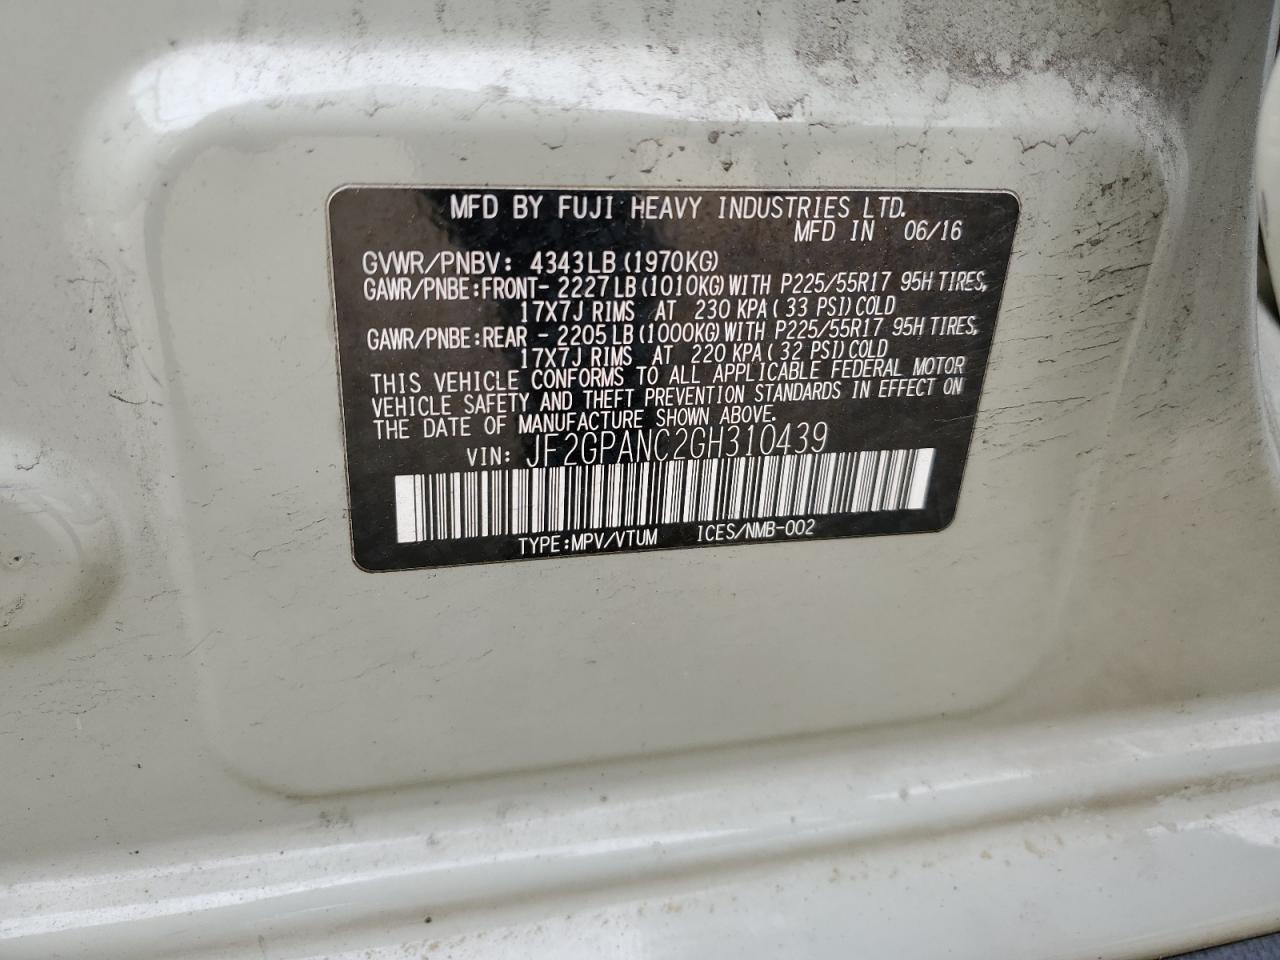 MFD BY FUJI HEAVY INDUSTRIES LTD.
MFD IN 06/16
GVWR/PNBV: 4343LB (1970KG)
GAWR/PNBE:FRONT- 2227LB (1010KG) WITH P225/55R17 95H TIRES,
17X7J RIMS AT 230 KPA (33 PSI) COLD
GAWR/PNBE:REAR - 2205LB (1000KG) WITH P225/55R17 95H TIRES,
17X7J RIMS AT 220 KPA (32 PSI) COLD
THIS VEHICLE CONFORMS TO ALL APPLICABLE FEDERAL MOTOR
VEHICLE SAFETY AND THEFT PREVENTION STANDARDS IN EFFECT ON
THE DATE OF MANUFACTURE SHOWN ABOVE.
VIN: JF2GPANC2GH310439
TYPE:MPV/VTUM ICES/NMB-002